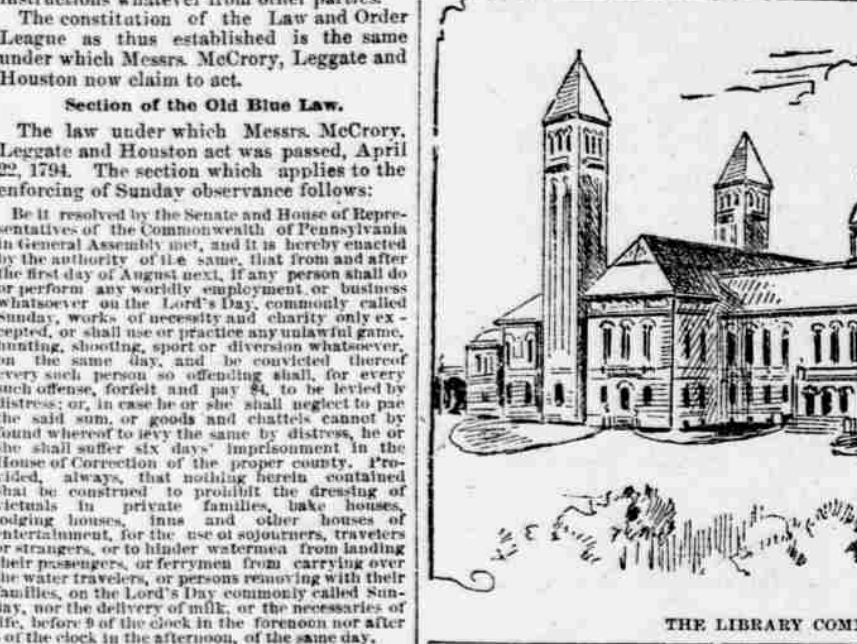 instructions whatever from other parties.
The constitution of the Law and Order
League as thus established is the same
under which Messrs. McCrory, Leggate and
Houston now claim to act.
Section of the Old Blue Law.
The law under which Messrs. McCrory,
Leggate and Houston act was passed, April
22, 1794. The section which applies to the
enforcing of Sunday observance follows:
Be it resolved by the Senate and House of Repre-
sentatives of the Commonwealth of Pennsylvania
in General Assembly met, and it is hereby enacted
by the authority of the same, that from and after
the first day of August next, if any person shall do
or perform any worldly employment or business
whatsoever on the Lord's Day, commonly called
Sunday, works of necessity and charity only ex-
cepted, or shall use or practice any unlawful game,
hunting, shooting, sport or diversion whatsoever,
on the same day, and be convicted thereof
every such person so offending shall, for every
such offense, forfeit and pay $4, to be levied by
distress; or, in case he or she shall neglect to pae
the said sum, or goods and chattels cannot by
found whereof to levy the same by distress, he or
she shall suffer six days' imprisonment in the
House of Correction of the proper county. Pro-
vided, always, that nothing herein contained
shal be construed to prohibit the dressing of
victuals in private families, bake houses,
lodging houses, inns and other houses of
entertainment, for the use of sojourners, travelers
or strangers, or to hinder watermea from landing
their passengers, or ferrymen from carrying over
the water travelers, or persons removing with their
families, on the Lord's Day commonly called Sun-
day, nor the delivery of milk, or the necessaries of
life, before 9 of the clock in the forenoon nor after
of the clock in the afternoon, of the same day.
THE LIBRARY COM